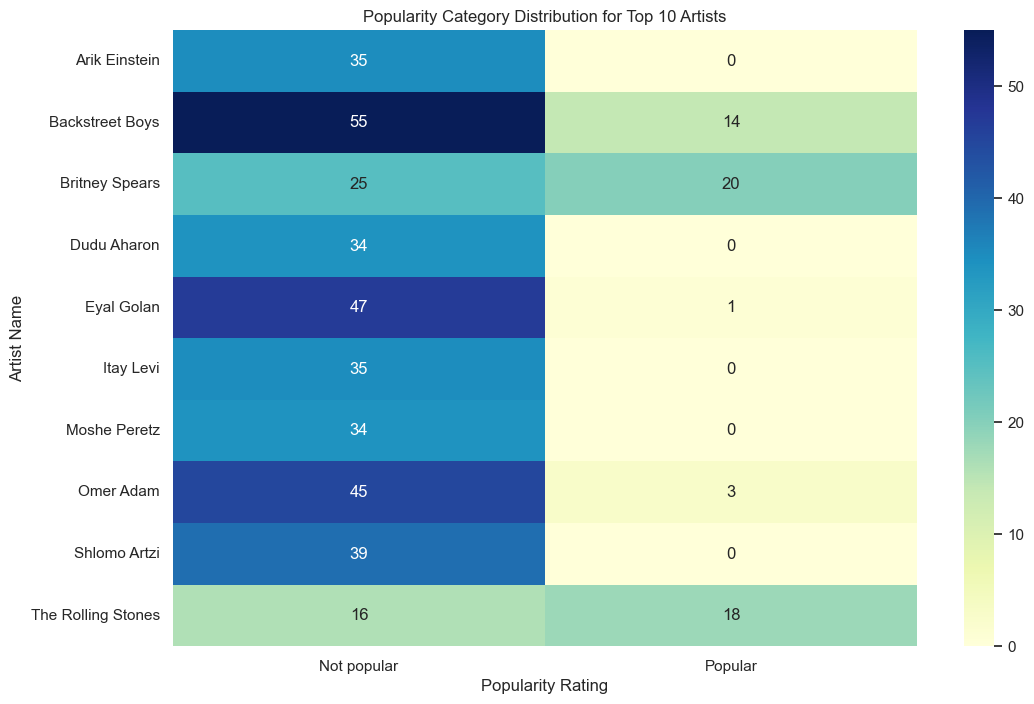 Popularity Category Distribution for Top 10 Artists
Artist Name
Arik Einstein 35 0
Backstreet Boys 55 14
Britney Spears 25 20
Dudu Aharon 34 0
Eyal Golan 47 1
Itay Levi 35 0
Moshe Peretz 34 0
Omer Adam 45 3
Shlomo Artzi 39 0
The Rolling Stones 16 18
Not popular Popular
Popularity Rating
50
40
30
20
10
0